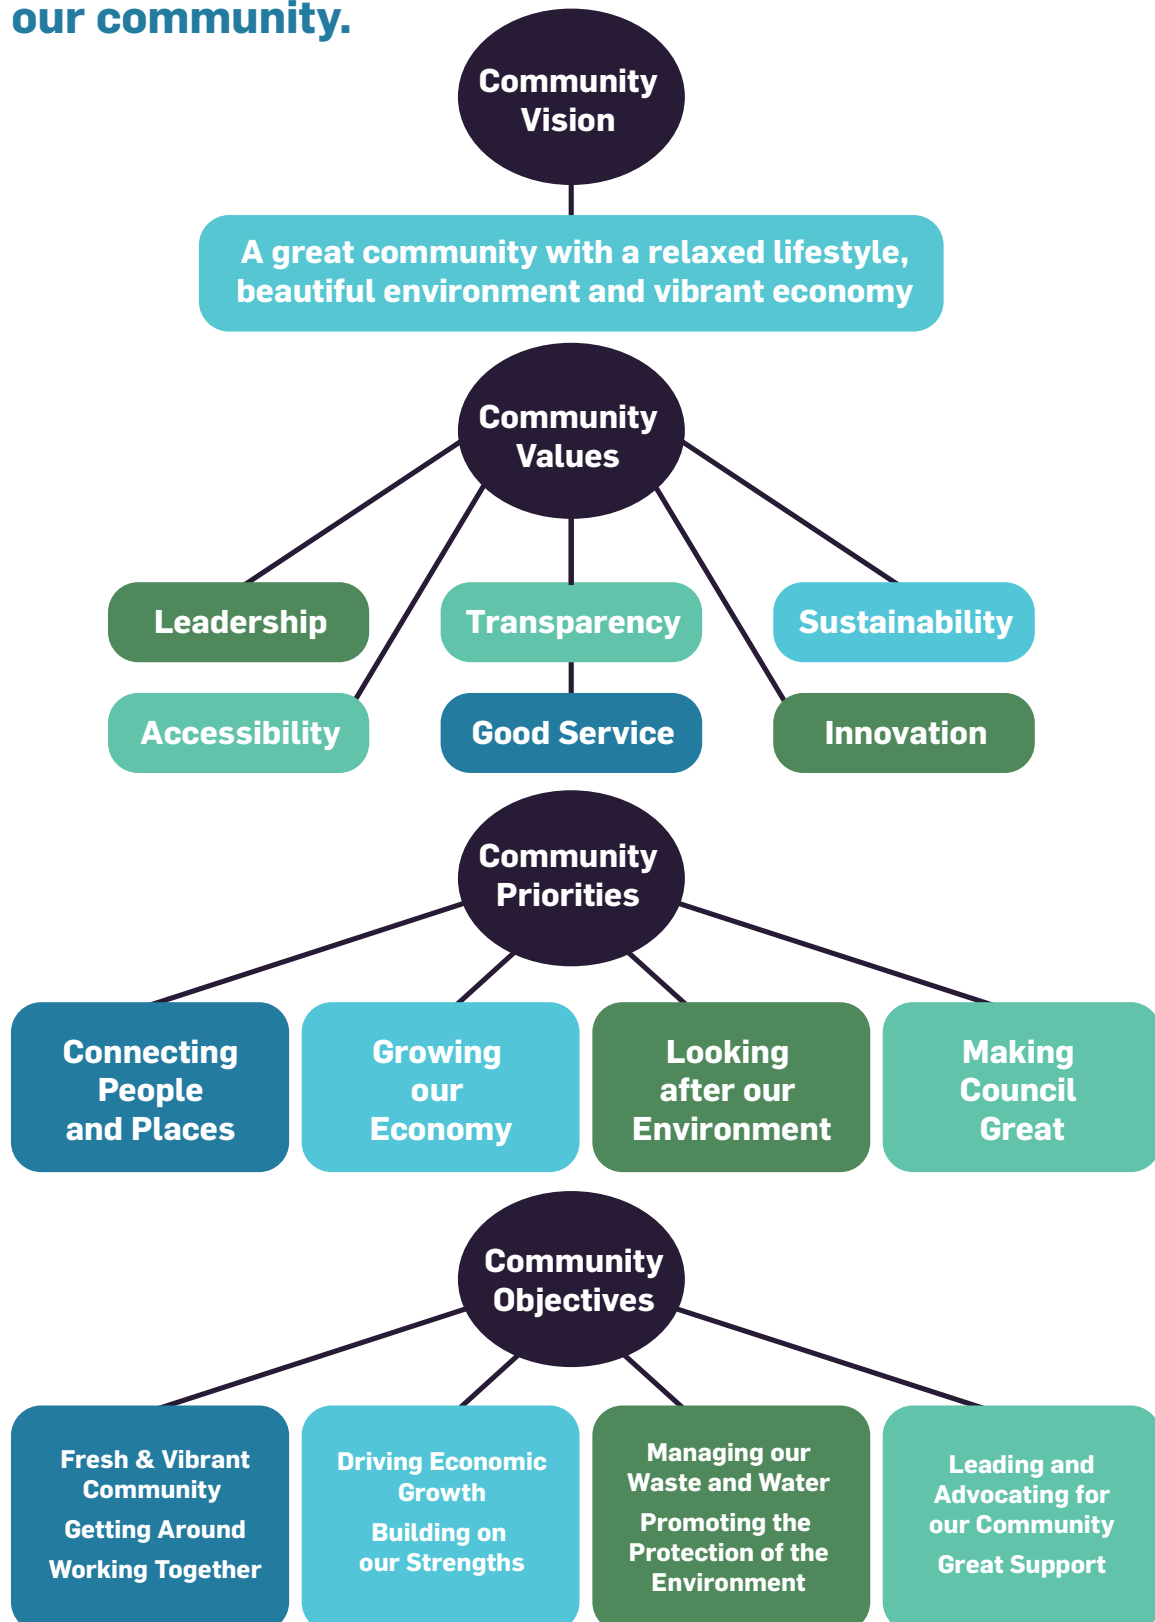 our community.
Community
Vision
A great community with a relaxed lifestyle,
beautiful environment and vibrant economy
Community
Values
Leadership
Transparency
Sustainability
Accessibility
Good Service
Innovation
Community
Priorities
Connecting
People
and Places
Growing
our
Economy
Looking
after our
Environment
Making
Council
Great
Community
Objectives
Fresh & Vibrant
Community
Getting Around
Working Together
Driving Economic
Growth
Building on
our Strengths
Managing our
Waste and Water
Promoting the
Protection of the
Environment
Leading and
Advocating for
our Community
Great Support